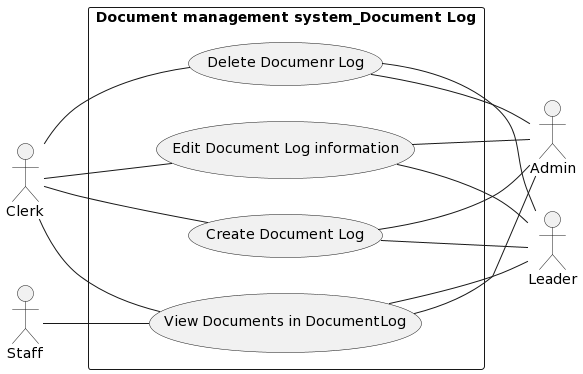 Document management system_Document Log
Delete Documenr Log
Edit Document Log information
Admin
Clerk
Create Document Log
Leader
View Documents in DocumentLog
Staff